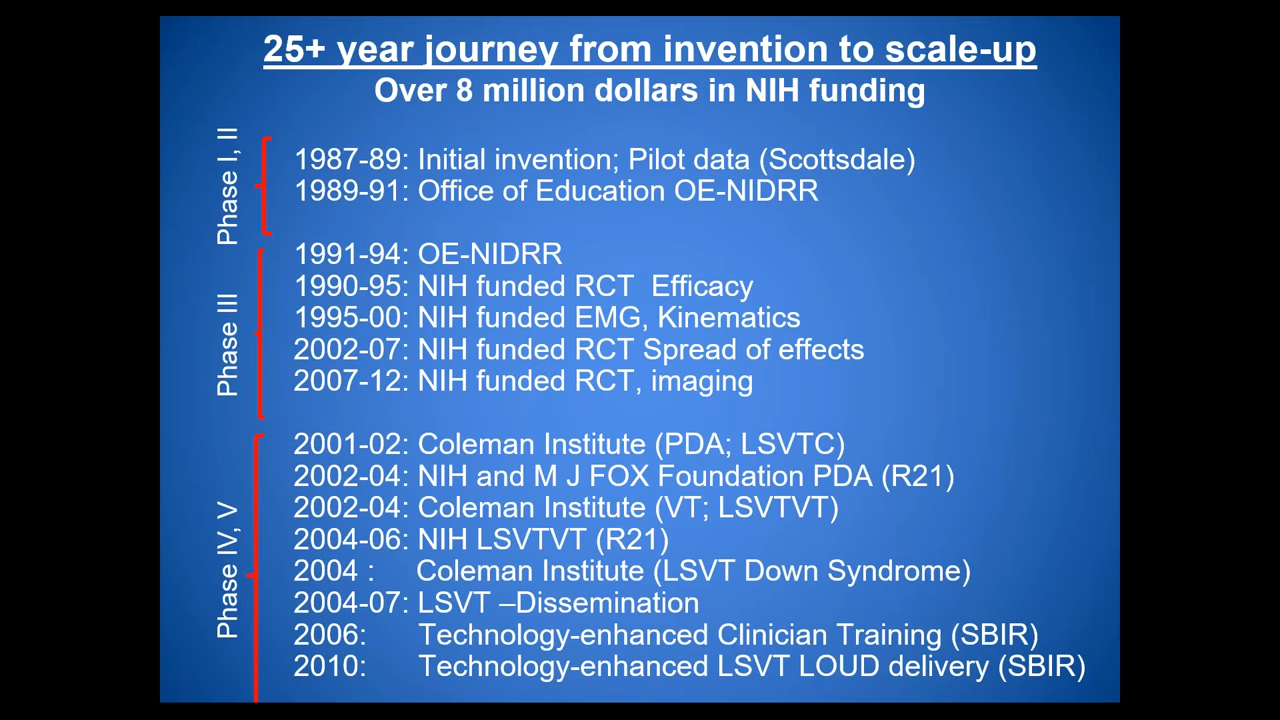 25+ year journey from invention to scale-up
Over 8 million dollars in NIH funding
Phase I, II
1987-89: Initial invention; Pilot data (Scottsdale)
1989-91: Office of Education OE-NIDRR
Phase III
1991-94: OE-NIDRR
1990-95: NIH funded RCT  Efficacy
1995-00: NIH funded EMG, Kinematics
2002-07: NIH funded RCT Spread of effects
2007-12: NIH funded RCT, imaging
Phase IV, V
2001-02: Coleman Institute (PDA; LSVTC)
2002-04: NIH and M J FOX Foundation PDA (R21)
2002-04: Coleman Institute (VT; LSVTVT)
2004-06: NIH LSVTVT (R21)
2004 : Coleman Institute (LSVT Down Syndrome)
2004-07: LSVT –Dissemination
2006: Technology-enhanced Clinician Training (SBIR)
2010: Technology-enhanced LSVT LOUD delivery (SBIR)